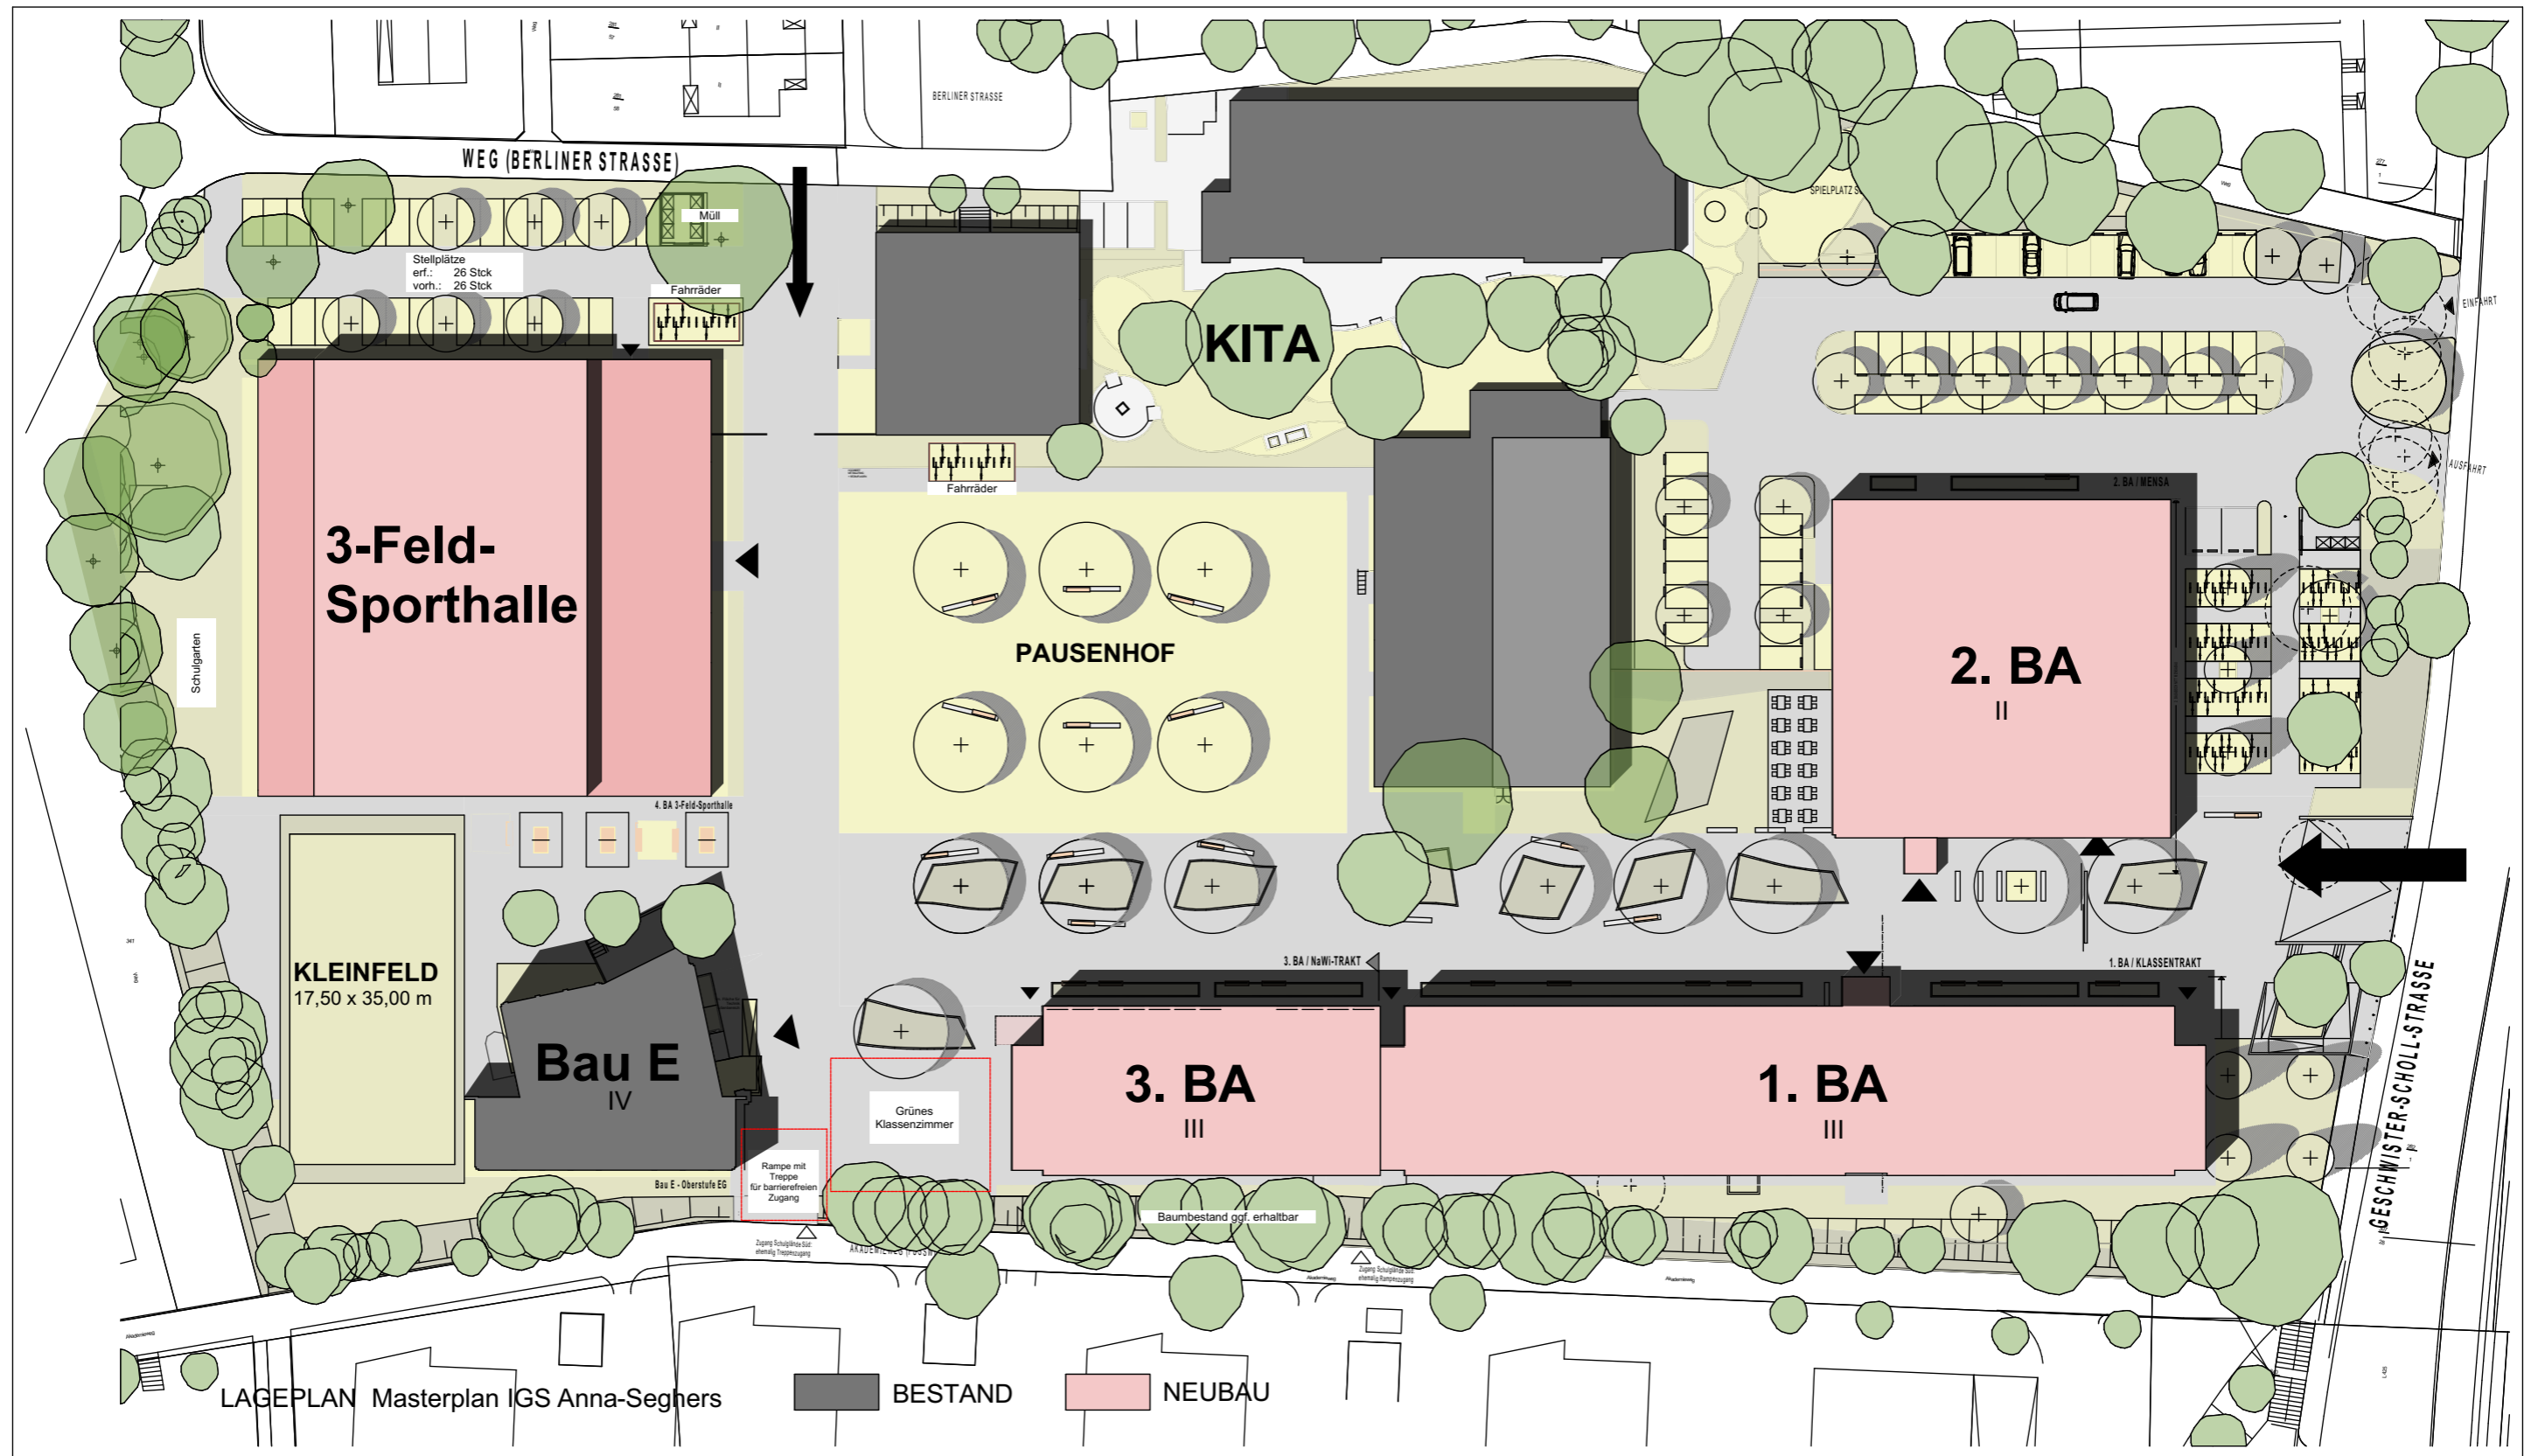 BERLINER STRASSE
WEG (BERLINER STRASSE)
Müll
Stellplätze
erf.: 26 Stck
vorh.: 26 Stck
Fahrräder
KITA
EINFAHRT
AUSFAHRT
Fahrräder
2. BA / MENSA
3-Feld-
Sporthalle
Schulgarten
PAUSENHOF
2. BA
II
4. BA 3-Feld-Sporthalle
KLEINFELD
17,50 x 35,00 m
3. BA / NaWi-TRAKT
1. BA / KLASSENTRAKT
Bau E
IV
3. BA
III
1. BA
III
Grünes
Klassenzimmer
Rampe mit
Treppe
für barrierefreien
Zugang
Bau E - Oberstufe EG
Baumbestand ggf. erhaltbar
GESCHWISTER-SCHOLL-STRASSE
Akademieweg
Akademieweg
Akademieweg
LAGEPLAN Masterplan IGS Anna-Seghers
BESTAND
NEUBAU